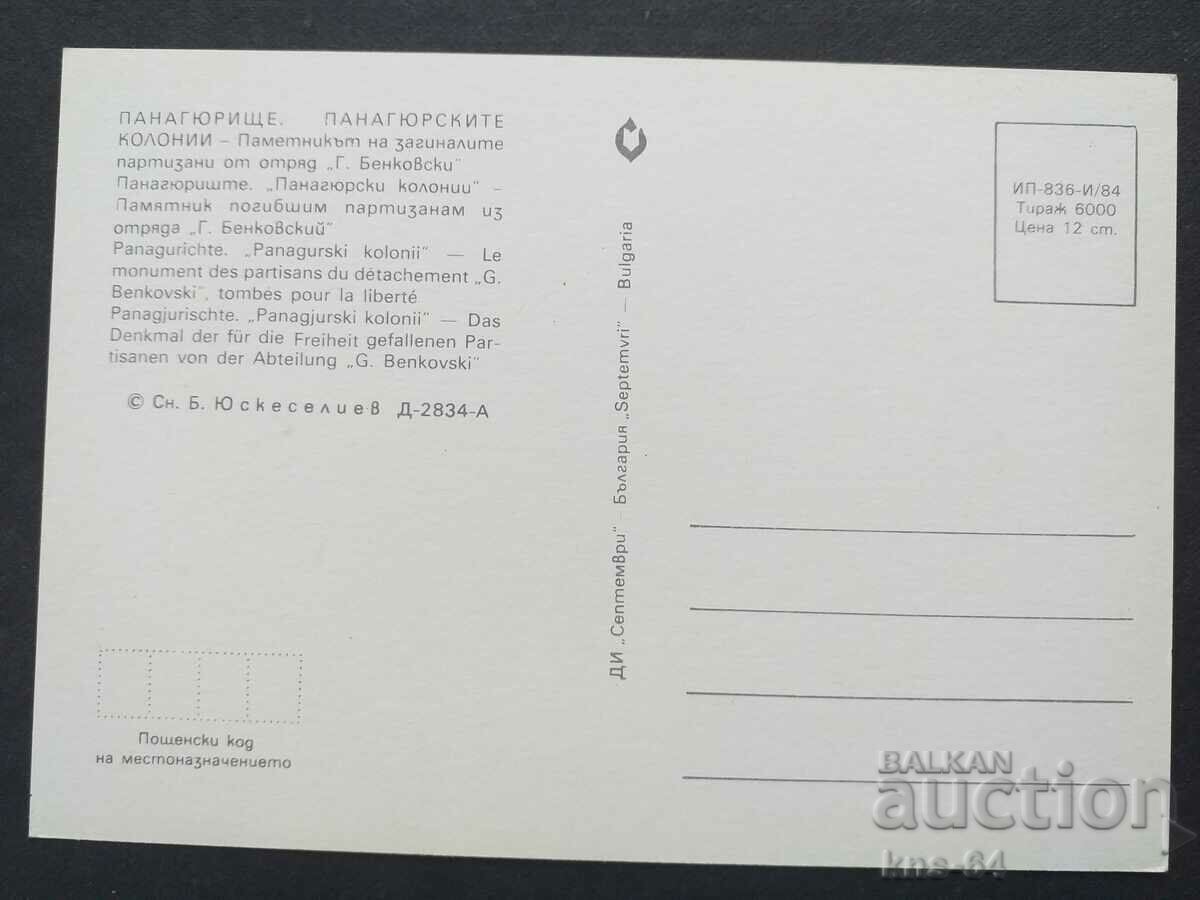 ПАНАГЮРИЩЕ. ПАНАГЮРСКИТЕ
КОЛОНИИ – Паметникът на загиналите
партизани от отряд „Г. Бенковски"
Панагюриште. „Панагюрски колонии" –
Памятник погибшим партизанам из
отряда „Г. Бенковский"
Panagurichte. „Panagurski kolonii" — Le
monument des partisans du détachement „G.
Benkovski", tombés pour la liberté
Panagjurischte. „Panagjurski kolonii" — Das
Denkmal der für die Freiheit gefallenen Par-
tisanen von der Abteilung „G. Benkovski"
© Сн. Б. Юскеселиев Д-2834-А
Пощенски код
на местоназначението
ДИ „Септември" – България „Septemvri" — Bulgaria
ИП-836-И/84
Тираж 6000
Цена 12 ст.
BALKAN
auction
kns-64